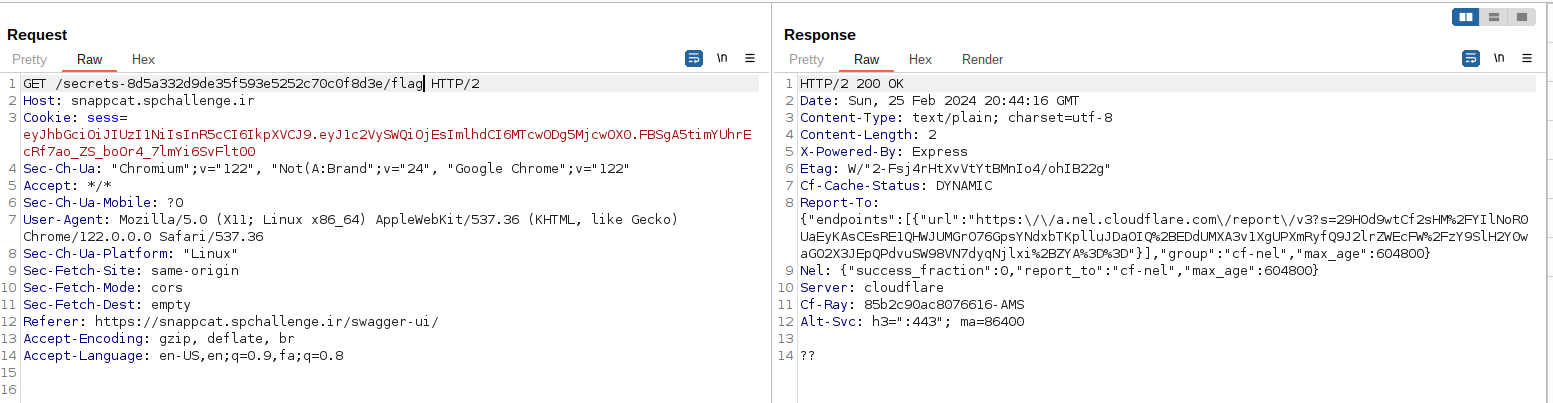 Request
Pretty Raw Hex
\n
1 GET /secrets-8d5a332d9de35f593e5252c70c0f8d3e/flag HTTP/2
2 Host: snappcat.spchallenge.ir
3 Cookie: sess=
eyJhbGciOiJIUzI1NiIsInR5cCI6IkpXVCJ9.eyJ1c2VySWQiOjEsImlhdCI6MTcwODg5MjcwOX0.FBSgA5timYUhrE
cRf7ao_ZS_boOr4_7lmYi6SvFlt00
4 Sec-Ch-Ua: "Chromium";v="122", "Not(A:Brand";v="24", "Google Chrome";v="122"
5 Accept: */*
6 Sec-Ch-Ua-Mobile: ?0
7 User-Agent: Mozilla/5.0 (X11; Linux x86_64) AppleWebKit/537.36 (KHTML, like Gecko)
Chrome/122.0.0.0 Safari/537.36
8 Sec-Ch-Ua-Platform: "Linux"
9 Sec-Fetch-Site: same-origin
10 Sec-Fetch-Mode: cors
11 Sec-Fetch-Dest: empty
12 Referer: https://snappcat.spchallenge.ir/swagger-ui/
13 Accept-Encoding: gzip, deflate, br
14 Accept-Language: en-US,en;q=0.9,fa;q=0.8
15
16
Response
Pretty Raw Hex Render
\n
1 HTTP/2 200 OK
2 Date: Sun, 25 Feb 2024 20:44:16 GMT
3 Content-Type: text/plain; charset=utf-8
4 Content-Length: 2
5 X-Powered-By: Express
6 Etag: W/"2-Fsj4rHtXvVtYtBMnIo4/ohIB22g"
7 Cf-Cache-Status: DYNAMIC
8 Report-To:
{"endpoints":[{"url":"https:\/\/a.nel.cloudflare.com\/report\/v3?s=29HOd9wtCf2sHM%2FYIlNoR0
UaEyKAsCEsRE1QHWJUMGrO76GpsYNdxbTKplluJDaOIQ%2BEDdUMXA3v1XgUPXmRyfQ9J2lrZWEcFW%2FzY9SlH2Y0w
aGO2X3JEpQPdvuSW98VN7dyqNjlxi%2BZYA%3D%3D"}],"group":"cf-nel","max_age":604800}
9 Nel: {"success_fraction":0,"report_to":"cf-nel","max_age":604800}
10 Server: cloudflare
11 Cf-Ray: 85b2c90ac8076616-AMS
12 Alt-Svc: h3=":443"; ma=86400
13
14 ??